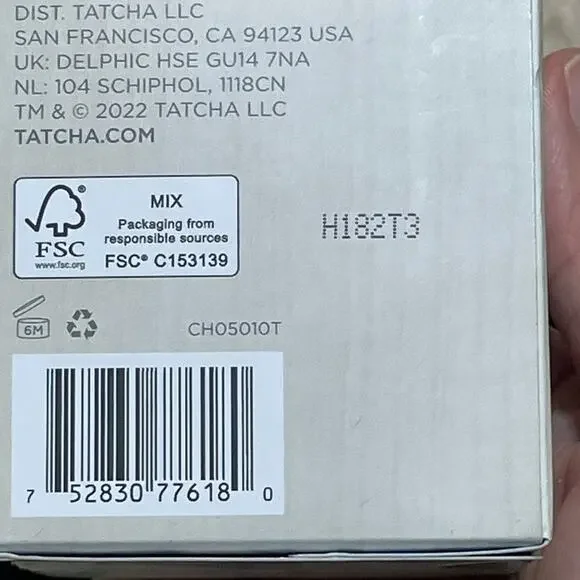 DIST. TATCHA LLC
SAN FRANCISCO, CA 94123 USA
UK: DELPHIC HSE GU14 7NA
NL: 104 SCHIPHOL, 1118CN
TM & © 2022 TATCHA LLC
TATCHA.COM
FSC
www.fsc.org
MIX
Packaging from
responsible sources
FSC® C153139
H182T3
6M
CH05010T
7 52830 77618 0